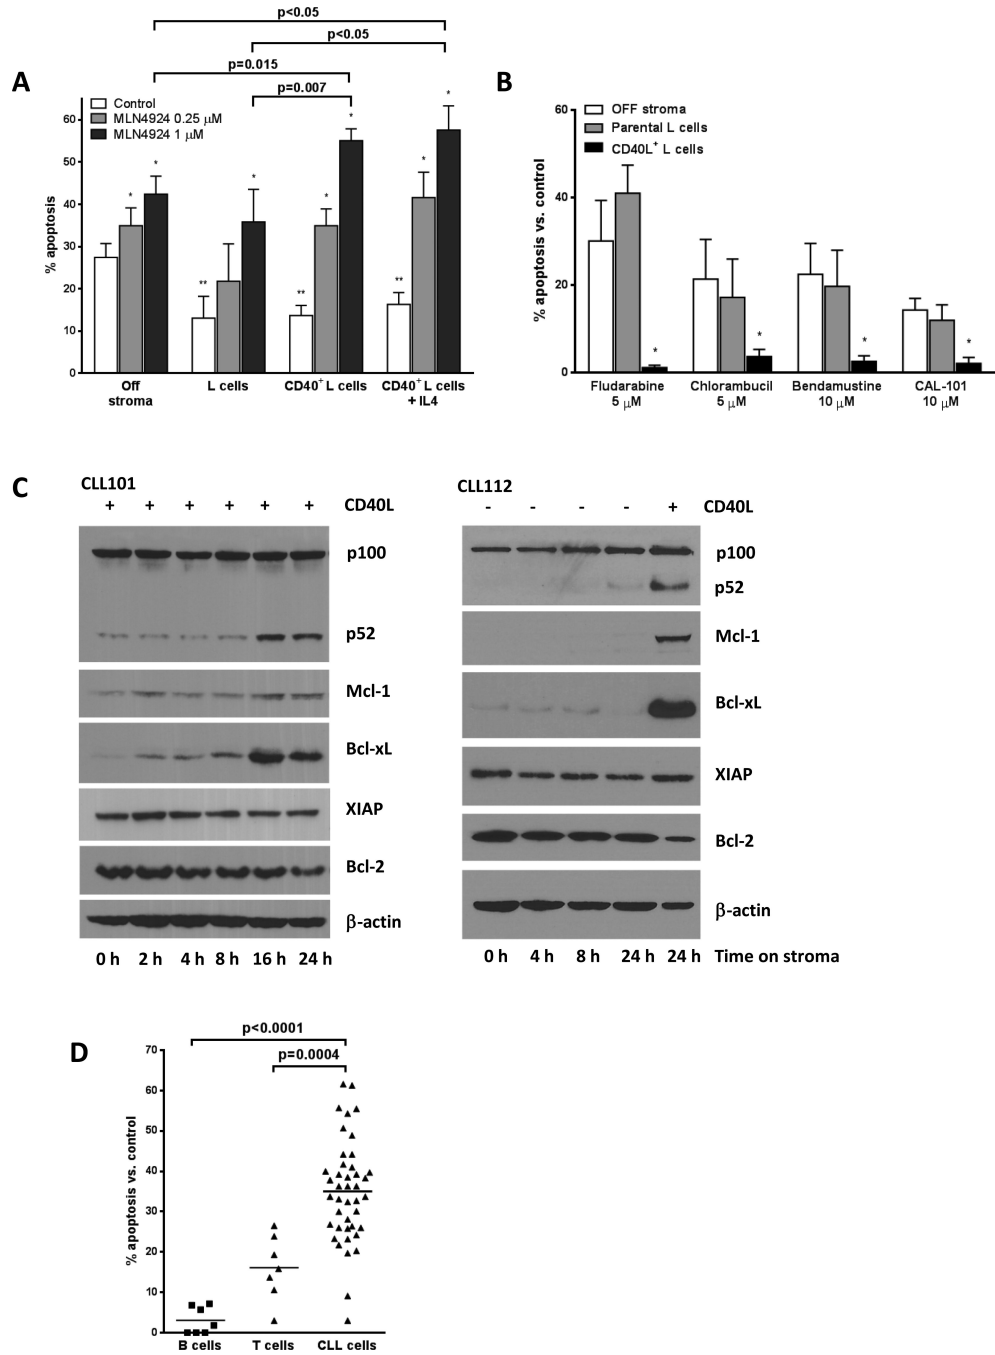 p<0.05
p<0.05
p=0.015
p=0.007
A
Control
MLN4924 0.25 µM
MLN4924 1 µM
% apoptosis
60
50
40
30
20
10
0
*
*
**
*
**
*
*
**
*
*
Off stroma
L cells
CD40⁺ L cells
CD40⁺ L cells + IL4
B
OFF stroma
Parental L cells
CD40L⁺ L cells
% apoptosis vs. control
60
40
20
0
*
*
*
*
Fludarabine 5 µM
Chlorambucil 5 µM
Bendamustine 10 µM
CAL-101 10 µM
C
CLL101
+ + + + + + CD40L
p100
p52
Mcl-1
Bcl-xL
XIAP
Bcl-2
β-actin
0 h 2 h 4 h 8 h 16 h 24 h
CLL112
- - - - + CD40L
p100
p52
Mcl-1
Bcl-xL
XIAP
Bcl-2
β-actin
0 h 4 h 8 h 24 h 24 h Time on stroma
D
p<0.0001
p=0.0004
% apoptosis vs. control
70
60
50
40
30
20
10
0
B cells
T cells
CLL cells